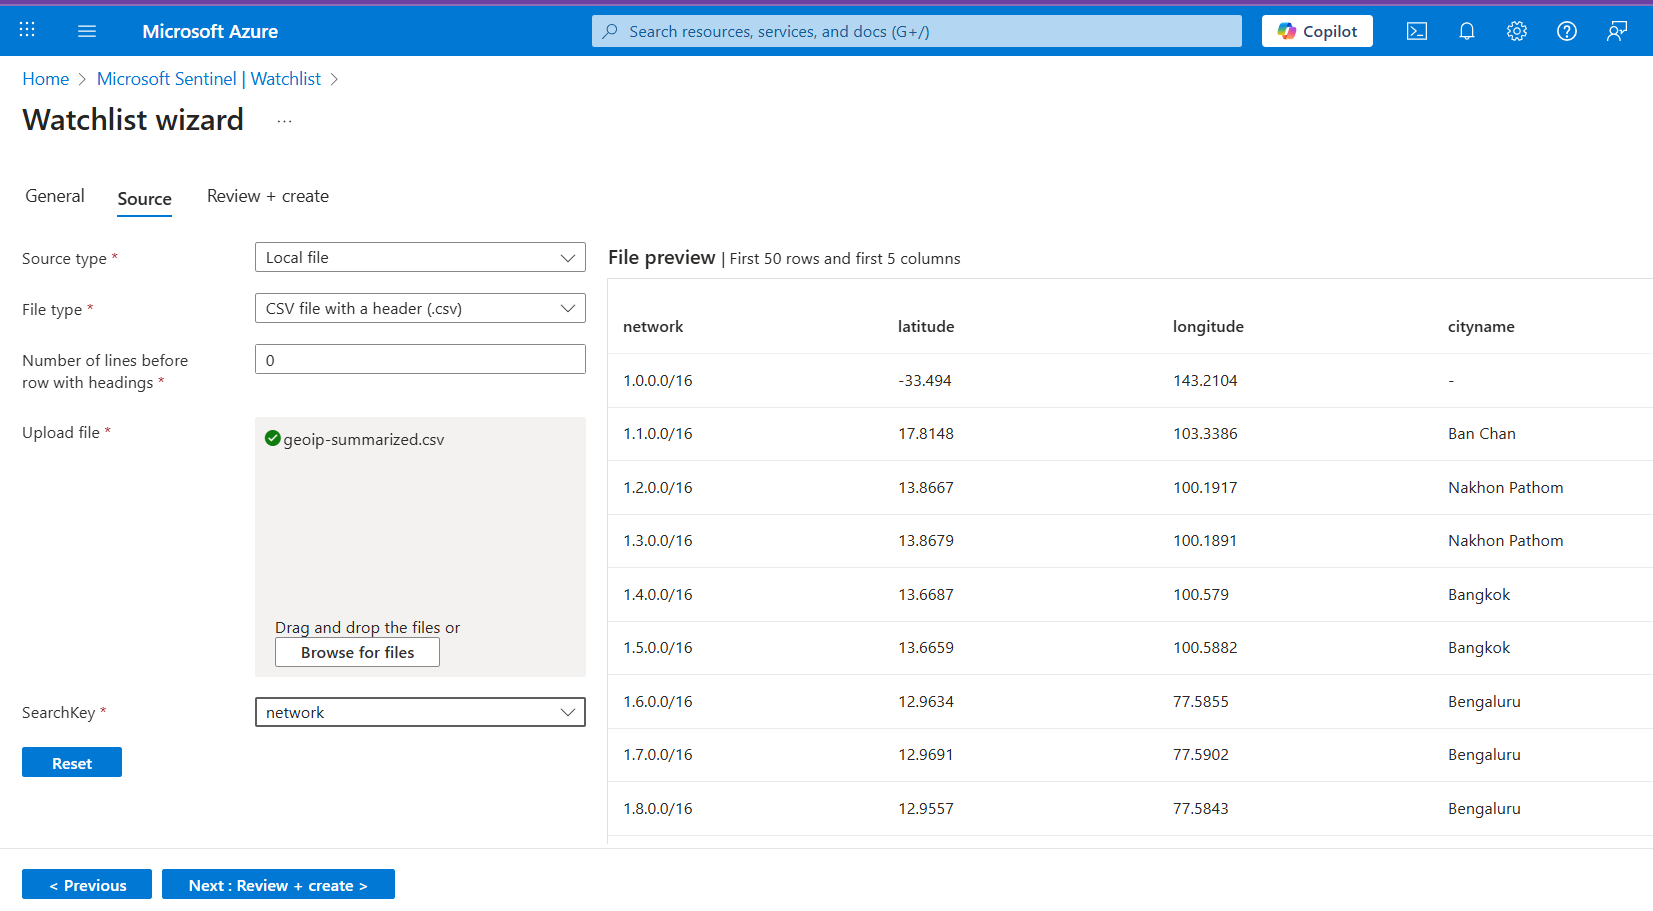 Microsoft Azure
Search resources, services, and docs (G+/)
Copilot
Home > Microsoft Sentinel | Watchlist >
Watchlist wizard ...
General Source Review + create
Source type *
Local file
File type *
CSV file with a header (.csv)
Number of lines before
row with headings *
0
Upload file *
geoip-summarized.csv
Drag and drop the files or
Browse for files
SearchKey *
network
Reset
File preview | First 50 rows and first 5 columns
network latitude longitude cityname
1.0.0.0/16 -33.494 143.2104 -
1.1.0.0/16 17.8148 103.3386 Ban Chan
1.2.0.0/16 13.8667 100.1917 Nakhon Pathom
1.3.0.0/16 13.8679 100.1891 Nakhon Pathom
1.4.0.0/16 13.6687 100.579 Bangkok
1.5.0.0/16 13.6659 100.5882 Bangkok
1.6.0.0/16 12.9634 77.5855 Bengaluru
1.7.0.0/16 12.9691 77.5902 Bengaluru
1.8.0.0/16 12.9557 77.5843 Bengaluru
< Previous
Next : Review + create >